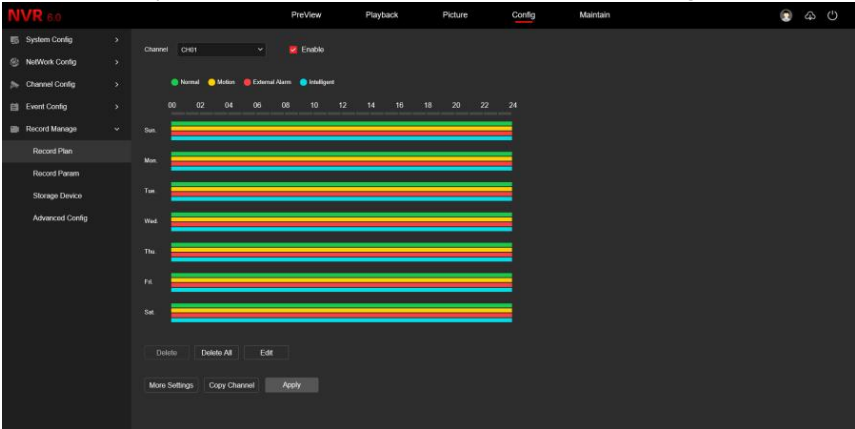 NVR 6.0 PreView Playback Picture Config Maintain
System Config
NetWork Config
Channel Config
Event Config
Record Manage
Record Plan
Record Param
Storage Device
Advanced Config
Channel CH01 Enable
Normal Motion External Alarm Intelligent
00 02 04 06 08 10 12 14 16 18 20 22 24
Sun.
Mon.
Tue.
Wed.
Thu.
Fri.
Sat.
Delete Delete All Edit
More Settings Copy Channel Apply